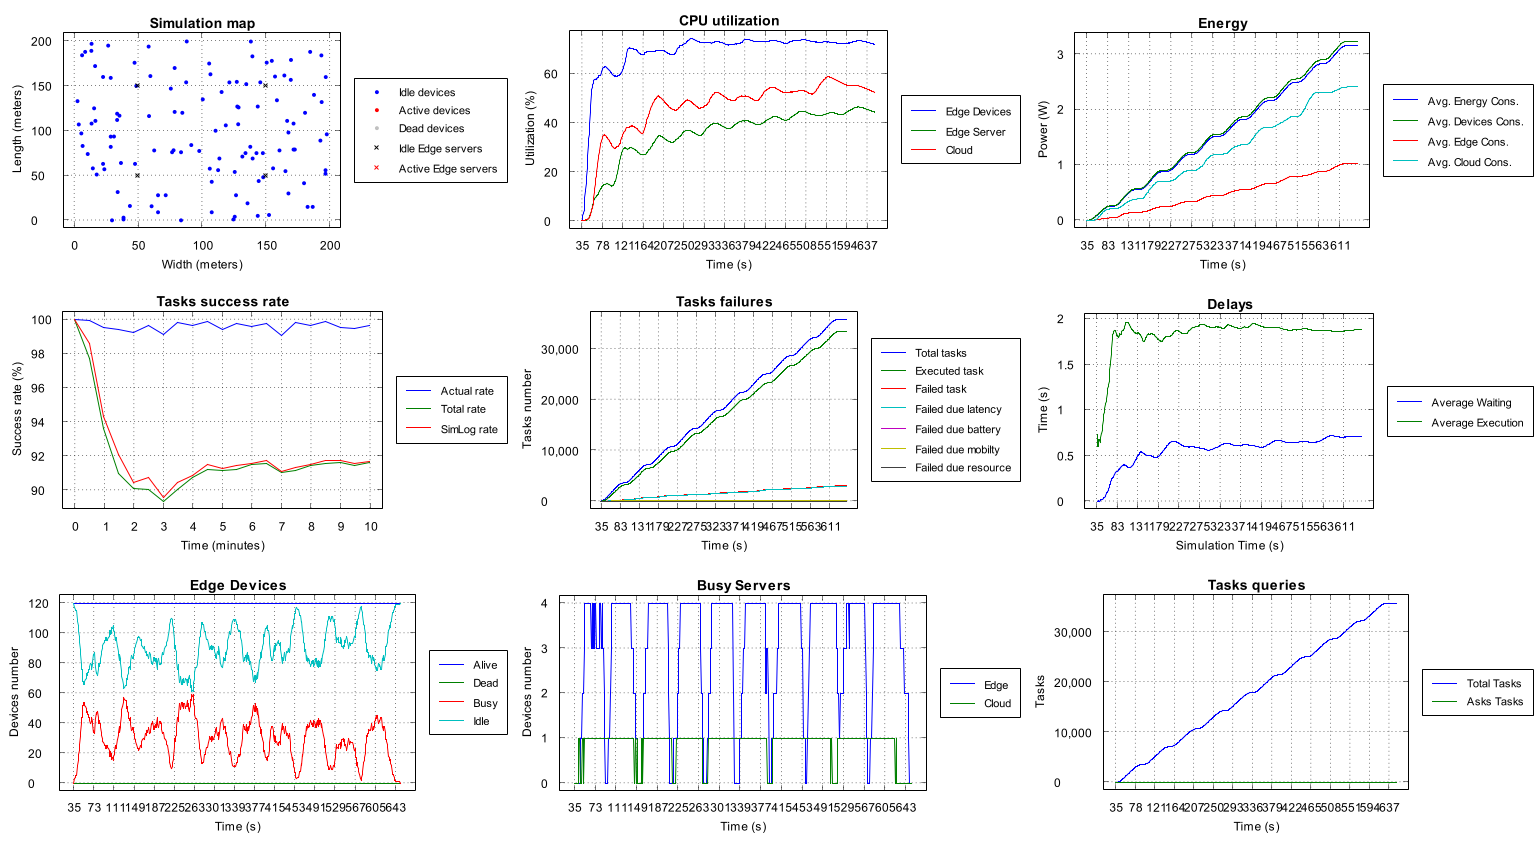 Simulation map
Length (meters)
200
150
100
50
0
0 50 100 150 200
Width (meters)
Idle devices
Active devices
Dead devices
Idle Edge servers
Active Edge servers
CPU utilization
Utilization (%)
60
40
20
0
Time (s)
Edge Devices
Edge Server
Cloud
Energy
Power (W)
3
2
1
0
Time (s)
Avg. Energy Cons.
Avg. Devices Cons.
Avg. Edge Cons.
Avg. Cloud Cons.
Tasks success rate
Success rate (%)
100
98
96
94
92
90
0 1 2 3 4 5 6 7 8 9 10
Time (minutes)
Actual rate
Total rate
SimLog rate
Tasks failures
Tasks number
30,000
20,000
10,000
0
Time (s)
Total tasks
Executed task
Failed task
Failed due latency
Failed due battery
Failed due mobilty
Failed due resource
Delays
Time (s)
2
1.5
1
0.5
0
Simulation Time (s)
Average Waiting
Average Execution
Edge Devices
Devices number
120
100
80
60
40
20
0
Time (s)
Alive
Dead
Busy
Idle
Busy Servers
Devices number
4
3
2
1
0
Time (s)
Edge
Cloud
Tasks queries
Tasks
30,000
20,000
10,000
0
Time (s)
Total Tasks
Asks Tasks